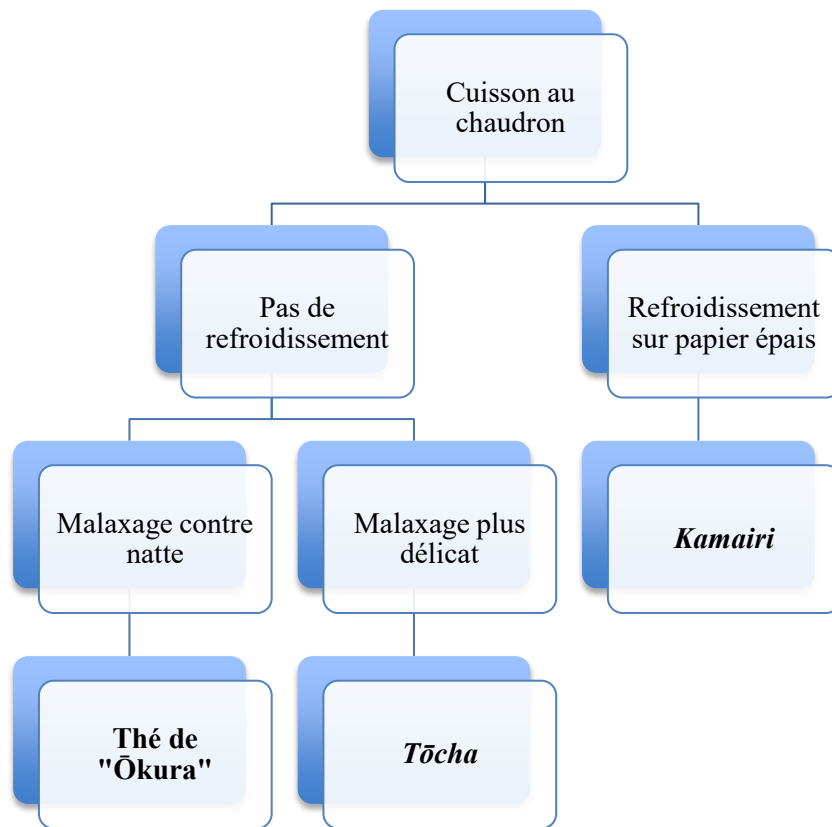 Cuisson au
chaudron
Pas de
refroidissement
Refroidissement
sur papier épais
Malaxage contre
natte
Malaxage plus
délicat
Kamairi
Thé de
"Ōkura"
Tōcha